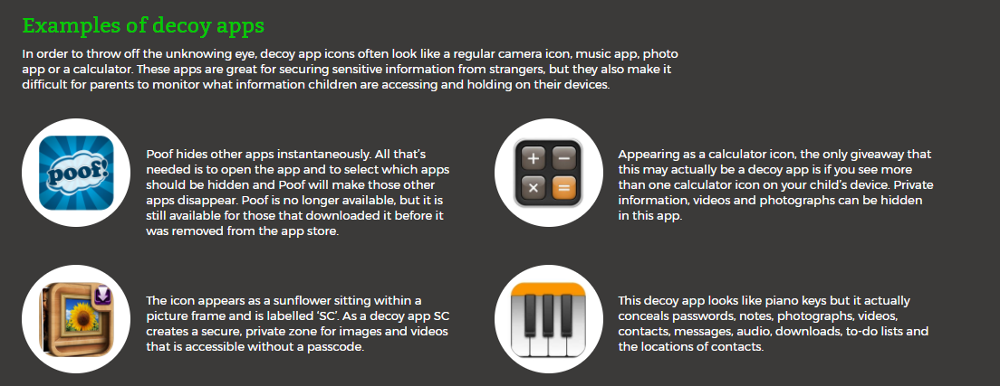 Examples of decoy apps
In order to throw off the unknowing eye, decoy app icons often look like a regular camera icon, music app, photo
app or a calculator. These apps are great for securing sensitive information from strangers, but they also make it
difficult for parents to monitor what information children are accessing and holding on their devices.
poof!
Poof hides other apps instantaneously. All that's
needed is to open the app and to select which apps
should be hidden and Poof will make those other
apps disappear. Poof is no longer available, but it is
still available for those that downloaded it before it
was removed from the app store.
+ −
× =
Appearing as a calculator icon, the only giveaway that
this may actually be a decoy app is if you see more
than one calculator icon on your child's device. Private
information, videos and photographs can be hidden
in this app.
The icon appears as a sunflower sitting within a
picture frame and is labelled 'SC'. As a decoy app SC
creates a secure, private zone for images and videos
that is accessible without a passcode.
This decoy app looks like piano keys but it actually
conceals passwords, notes, photographs, videos,
contacts, messages, audio, downloads, to-do lists and
the locations of contacts.